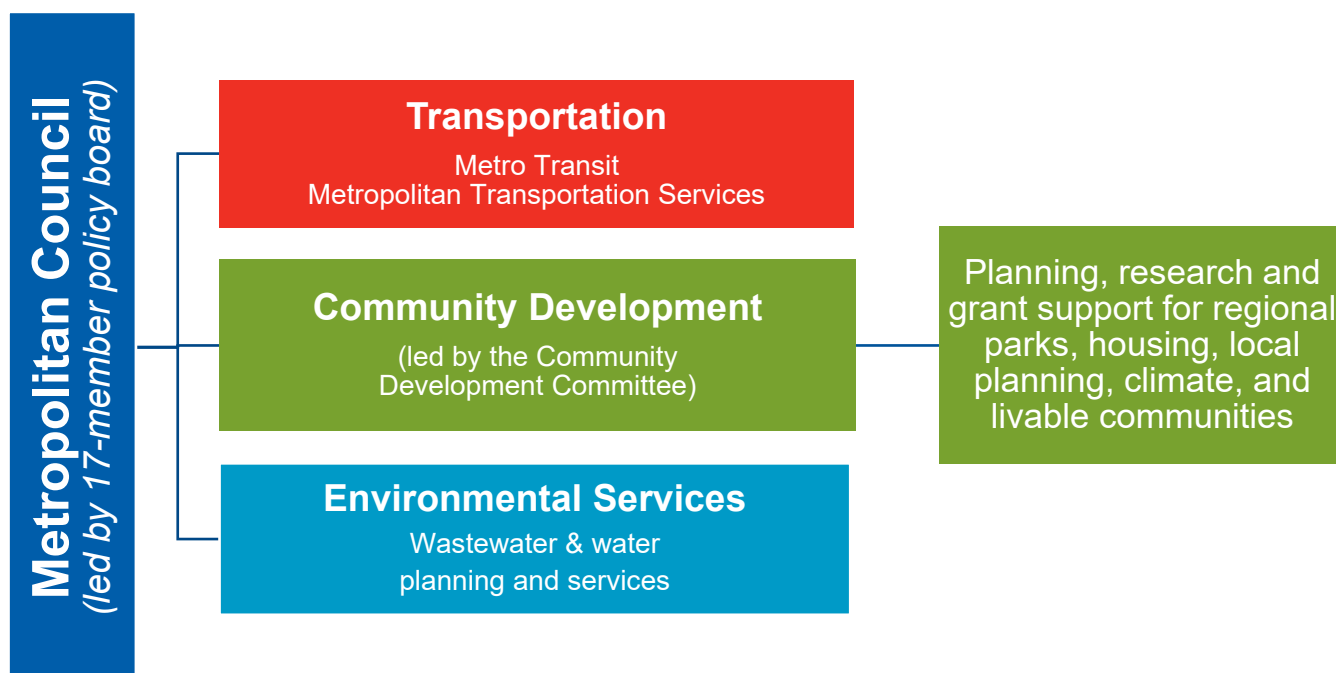 Metropolitan Council
(led by 17-member policy board)
Transportation
Metro Transit
Metropolitan Transportation Services
Community Development
(led by the Community
Development Committee)
Planning, research and
grant support for regional
parks, housing, local
planning, climate, and
livable communities
Environmental Services
Wastewater & water
planning and services